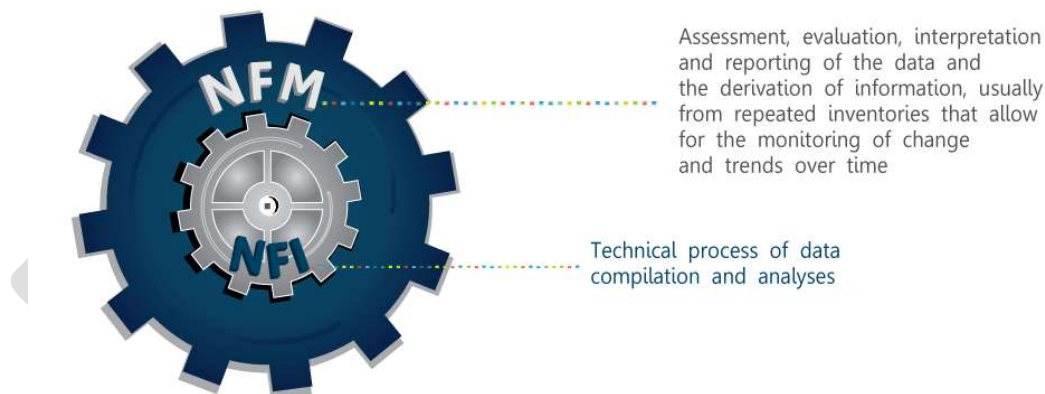 NFM
Assessment, evaluation, interpretation
and reporting of the data and
the derivation of information, usually
from repeated inventories that allow
for the monitoring of change
and trends over time
NFI
Technical process of data
compilation and analyses